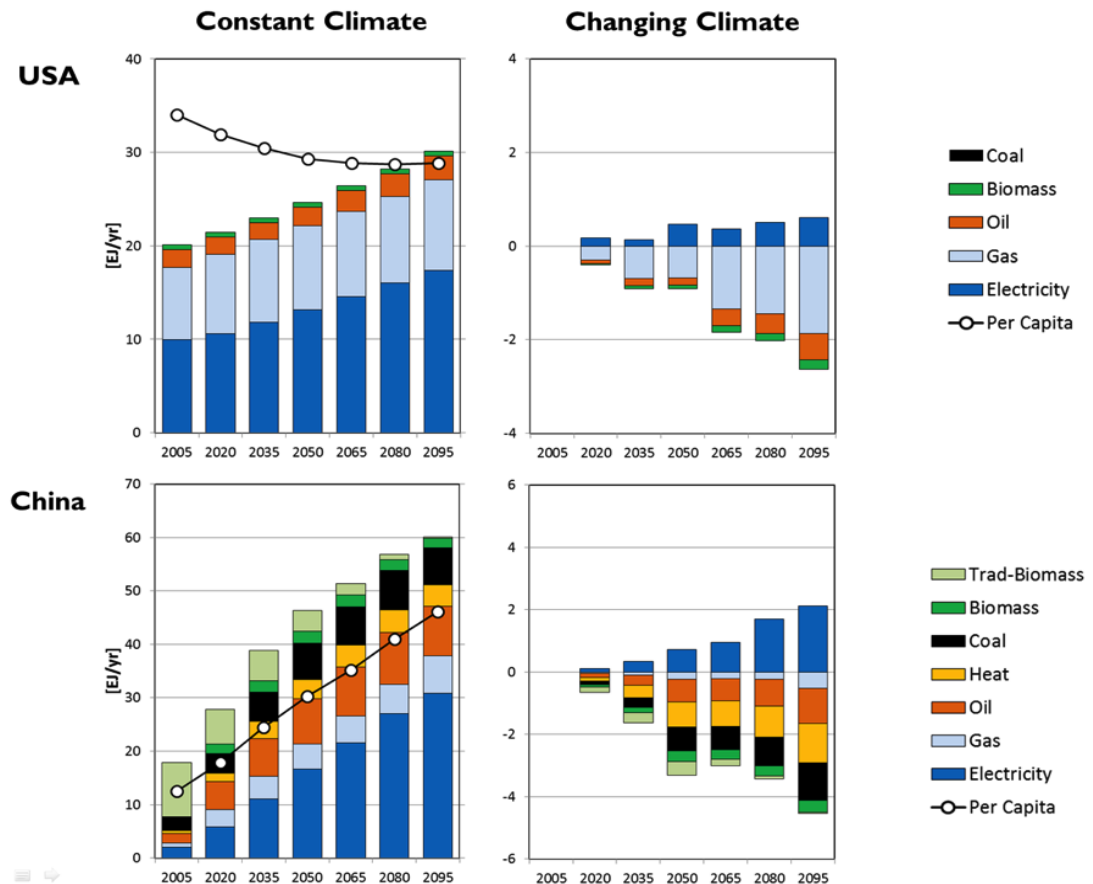 Constant Climate
Changing Climate
USA
[EJ/yr]
40
30
20
10
0
2005 2020 2035 2050 2065 2080 2095
4
2
0
-2
-4
2005 2020 2035 2050 2065 2080 2095
Coal
Biomass
Oil
Gas
Electricity
Per Capita
China
[EJ/yr]
70
60
50
40
30
20
10
0
2005 2020 2035 2050 2065 2080 2095
6
4
2
0
-2
-4
-6
2005 2020 2035 2050 2065 2080 2095
Trad-Biomass
Biomass
Coal
Heat
Oil
Gas
Electricity
Per Capita